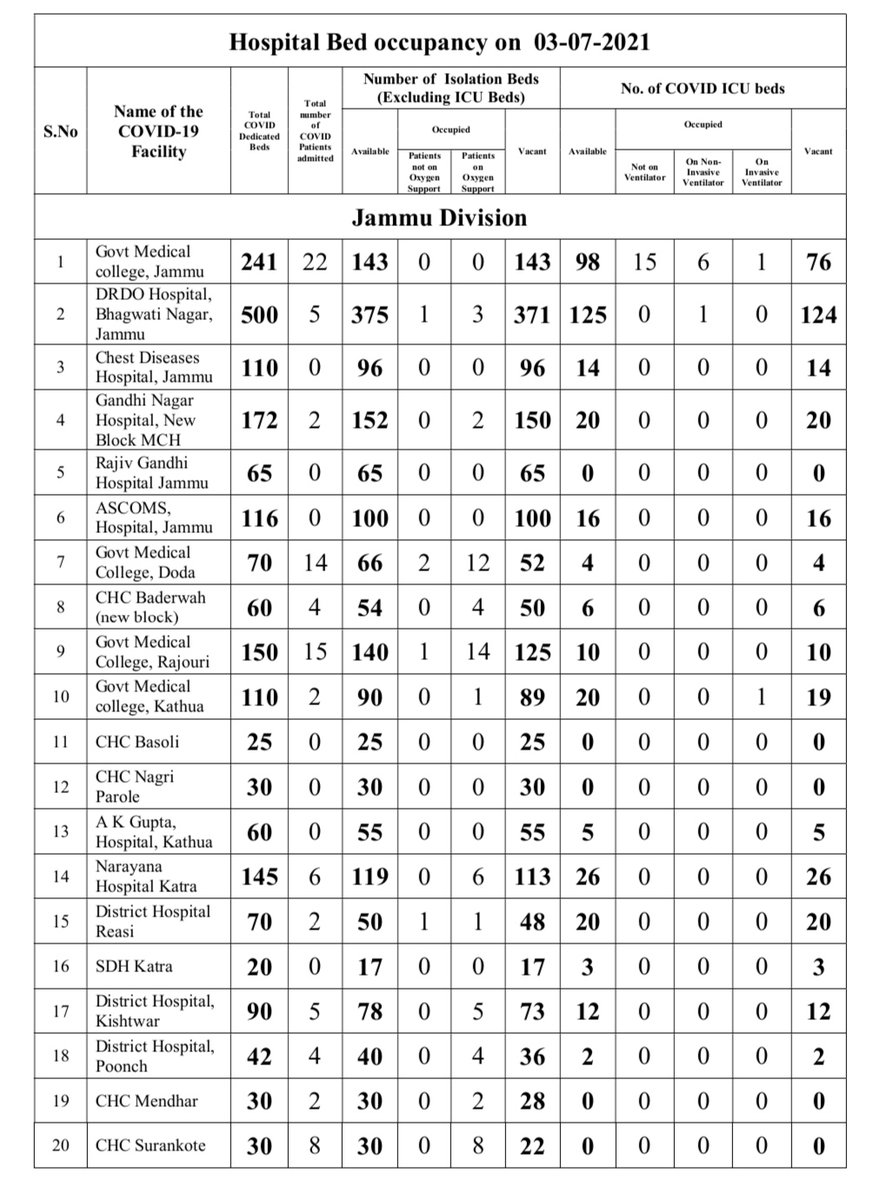 Hospital Bed occupancy on 03-07-2021
S.No
Name of the
COVID-19
Facility
Total
COVID
Dedicated
Beds
Total
number
of
COVID
Patients
admitted
Number of Isolation Beds
(Excluding ICU Beds)
Available
Occupied
Patients
not on
Oxygen
Support
Patients
on
Oxygen
Support
Vacant
No. of COVID ICU beds
Available
Occupied
Not on
Ventilator
On Non-
Invasive
Ventilator
On
Invasive
Ventilator
Vacant
Jammu Division
1 Govt Medical
college, Jammu 241 22 143 0 0 143 98 15 6 1 76
DRDO Hospital,
2 Bhagwati Nagar, 500 5 375 1 3 371 125 0 1 0 124
Jammu
3 Chest Diseases
Hospital, Jammu 110 0 96 0 0 96 14 0 0 0 14
Gandhi Nagar
4 Hospital, New 172 2 152 0 2 150 20 0 0 0 20
Block MCH
5 Rajiv Gandhi
Hospital Jammu 65 0 65 0 0 65 0 0 0 0 0
6 ASCOMS,
Hospital, Jammu 116 0 100 0 0 100 16 0 0 0 16
7 Govt Medical
College, Doda 70 14 66 2 12 52 4 0 0 0 4
8 CHC Baderwah
(new block) 60 4 54 0 4 50 6 0 0 0 6
9 Govt Medical
College, Rajouri 150 15 140 1 14 125 10 0 0 0 10
10 Govt Medical
college, Kathua 110 2 90 0 1 89 20 0 0 1 19
11 CHC Basoli 25 0 25 0 0 25 0 0 0 0 0
12 CHC Nagri
Parole 30 0 30 0 0 30 0 0 0 0 0
13 A K Gupta,
Hospital, Kathua 60 0 55 0 0 55 5 0 0 0 5
14 Narayana
Hospital Katra 145 6 119 0 6 113 26 0 0 0 26
15 District Hospital
Reasi 70 2 50 1 1 48 20 0 0 0 20
16 SDH Katra 20 0 17 0 0 17 3 0 0 0 3
17 District Hospital,
Kishtwar 90 5 78 0 5 73 12 0 0 0 12
18 District Hospital,
Poonch 42 4 40 0 4 36 2 0 0 0 2
19 CHC Mendhar 30 2 30 0 2 28 0 0 0 0 0
20 CHC Surankote 30 8 30 0 8 22 0 0 0 0 0